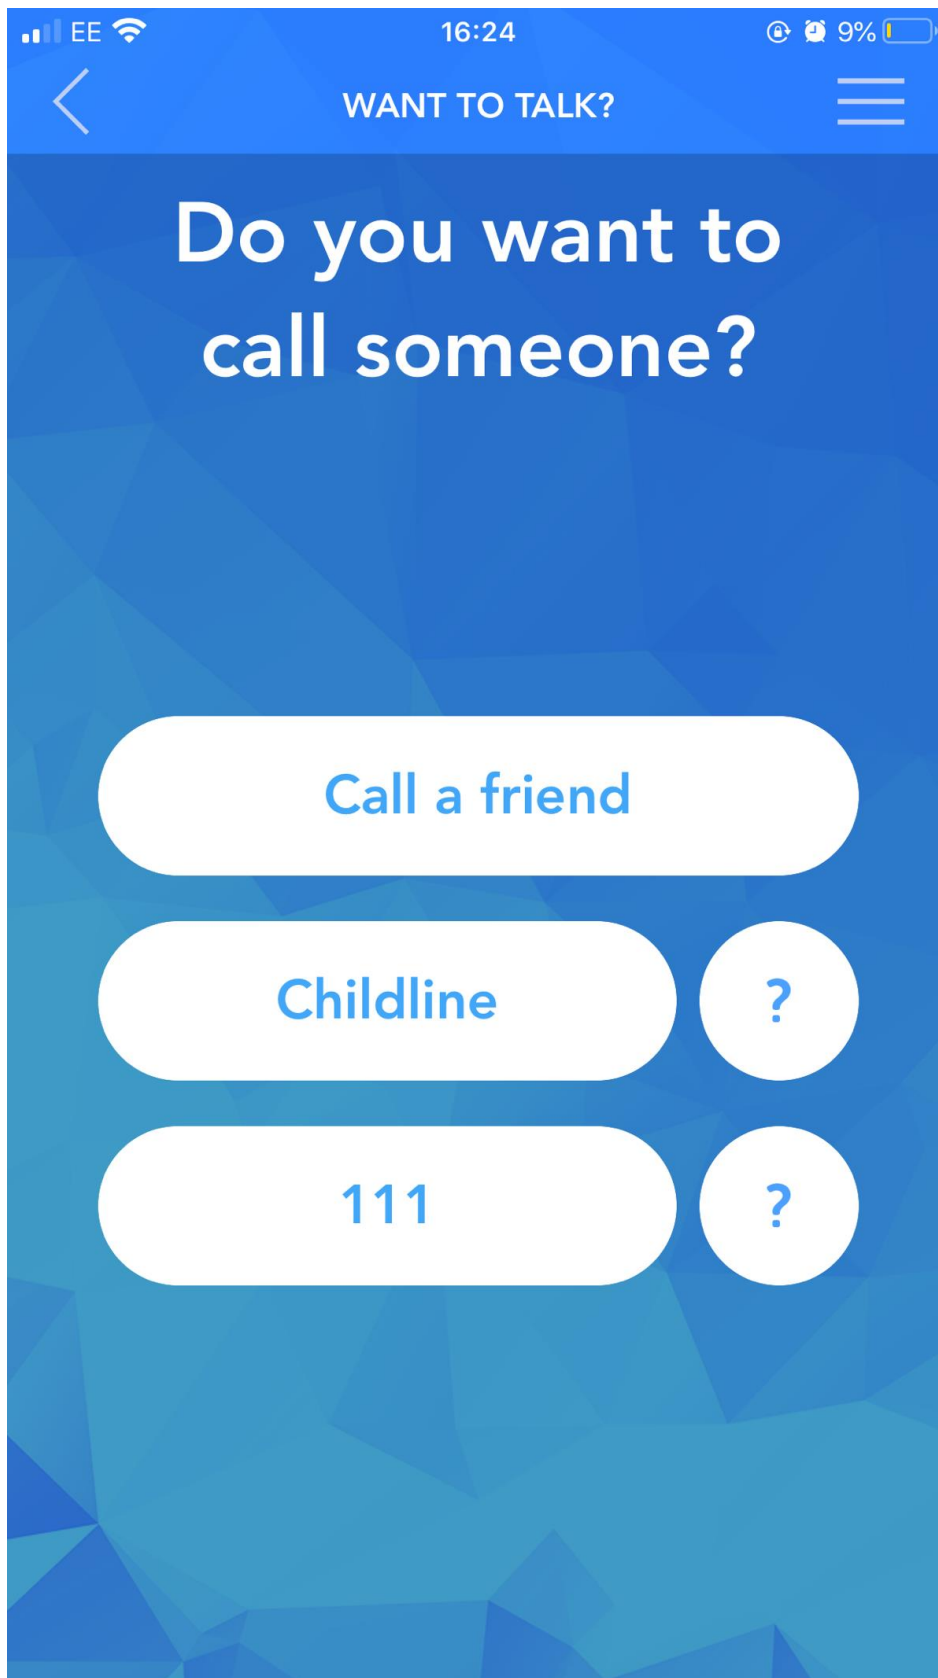 EE 16:24 9%
WANT TO TALK?
Do you want to
call someone?
Call a friend
Childline ?
111 ?